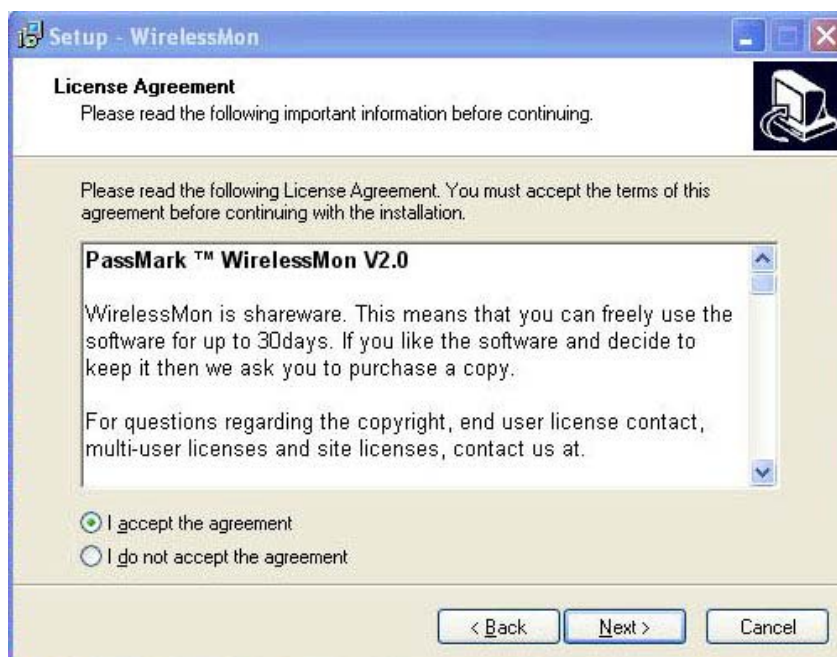 Setup - WirelessMon
License Agreement
Please read the following important information before continuing.
Please read the following License Agreement. You must accept the terms of this
agreement before continuing with the installation.
PassMark ™ WirelessMon V2.0
WirelessMon is shareware. This means that you can freely use the
software for up to 30days. If you like the software and decide to
keep it then we ask you to purchase a copy.
For questions regarding the copyright, end user license contact,
multi-user licenses and site licenses, contact us at.
I accept the agreement
I do not accept the agreement
< Back
Next >
Cancel